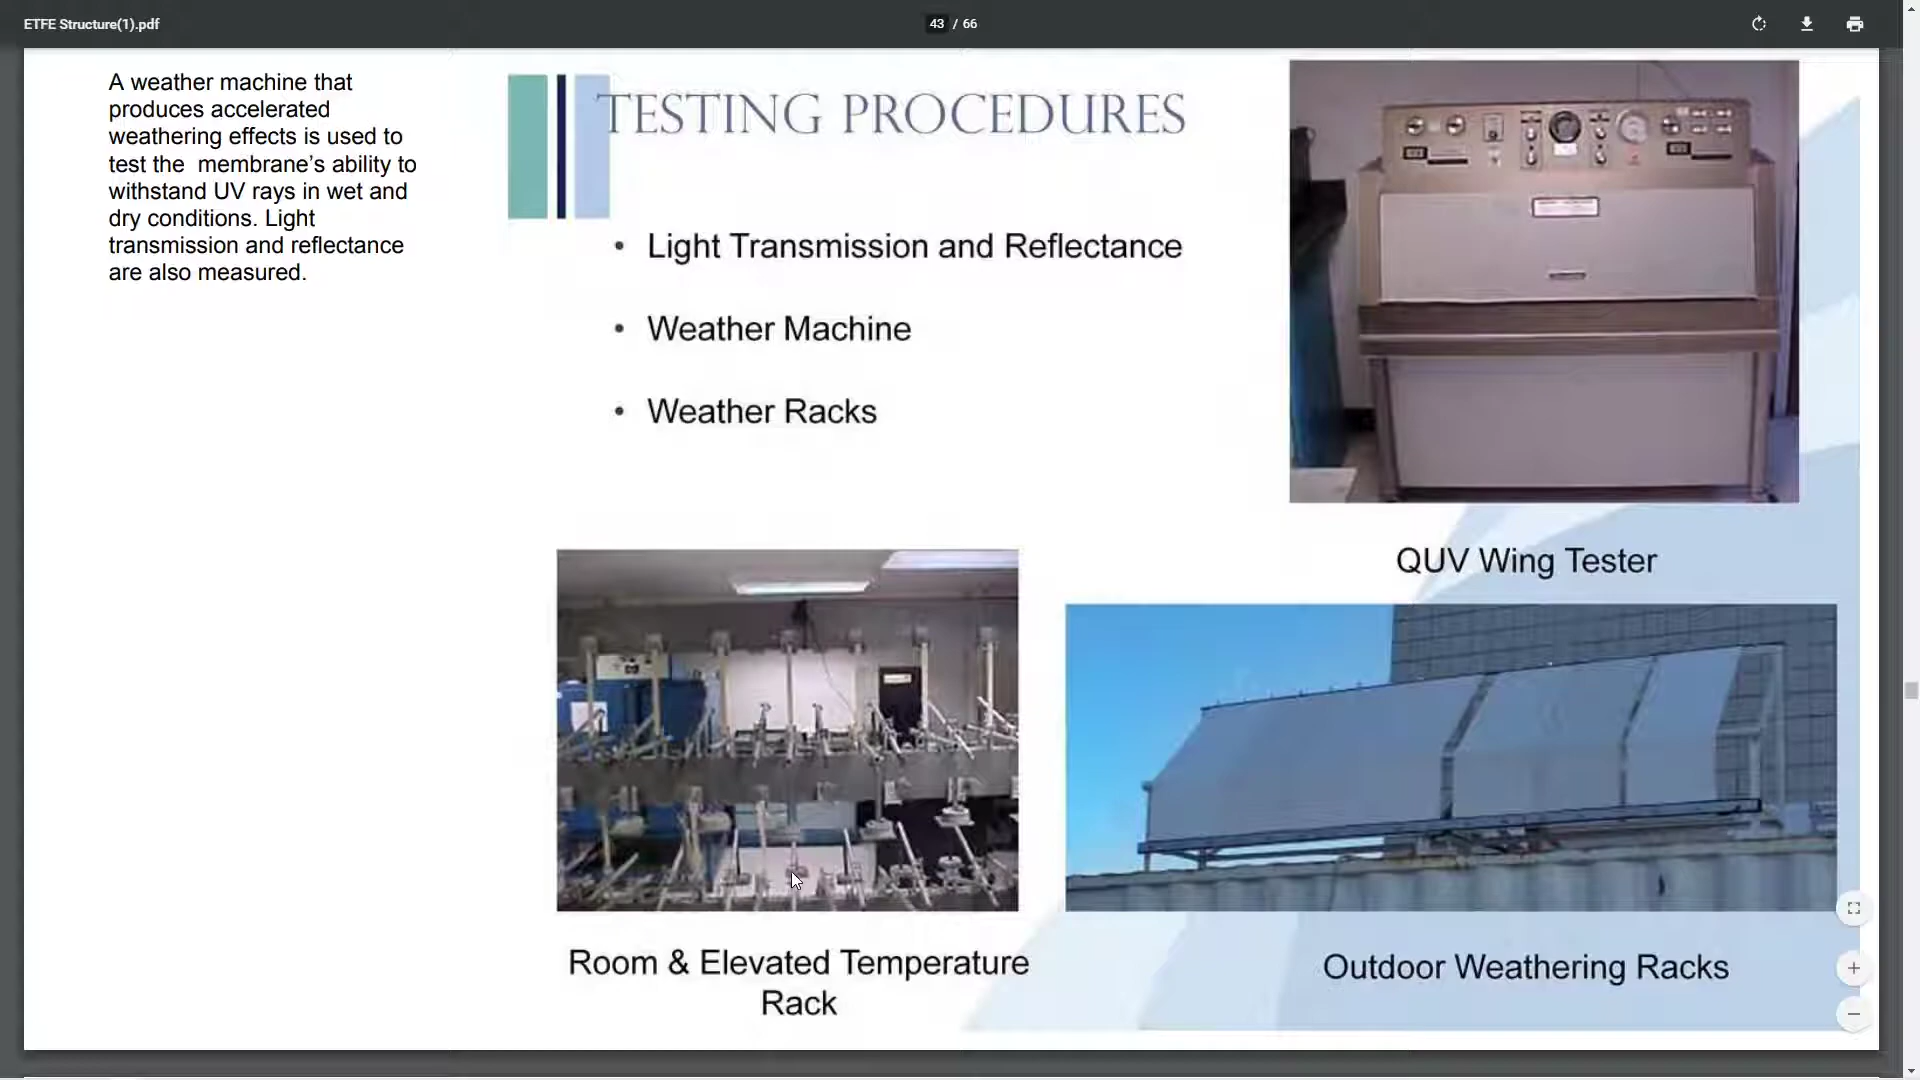 ETFE Structure(1).pdf
43 / 66
A weather machine that
produces accelerated
weathering effects is used to
test the  membrane’s ability to
withstand UV rays in wet and
dry conditions. Light
transmission and reflectance
are also measured.
TESTING PROCEDURES
• Light Transmission and Reflectance
• Weather Machine
• Weather Racks
QUV Wing Tester
Room & Elevated Temperature
Rack
Outdoor Weathering Racks